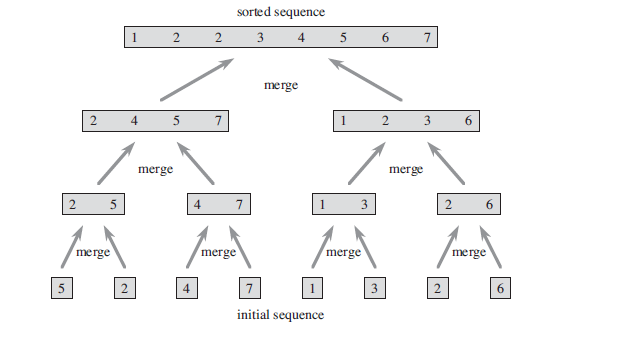 sorted sequence
1 2 2 3 4 5 6 7
merge
2 4 5 7 1 2 3 6
merge merge
2 5 4 7 1 3 2 6
merge merge merge merge
5 2 4 7 1 3 2 6
initial sequence